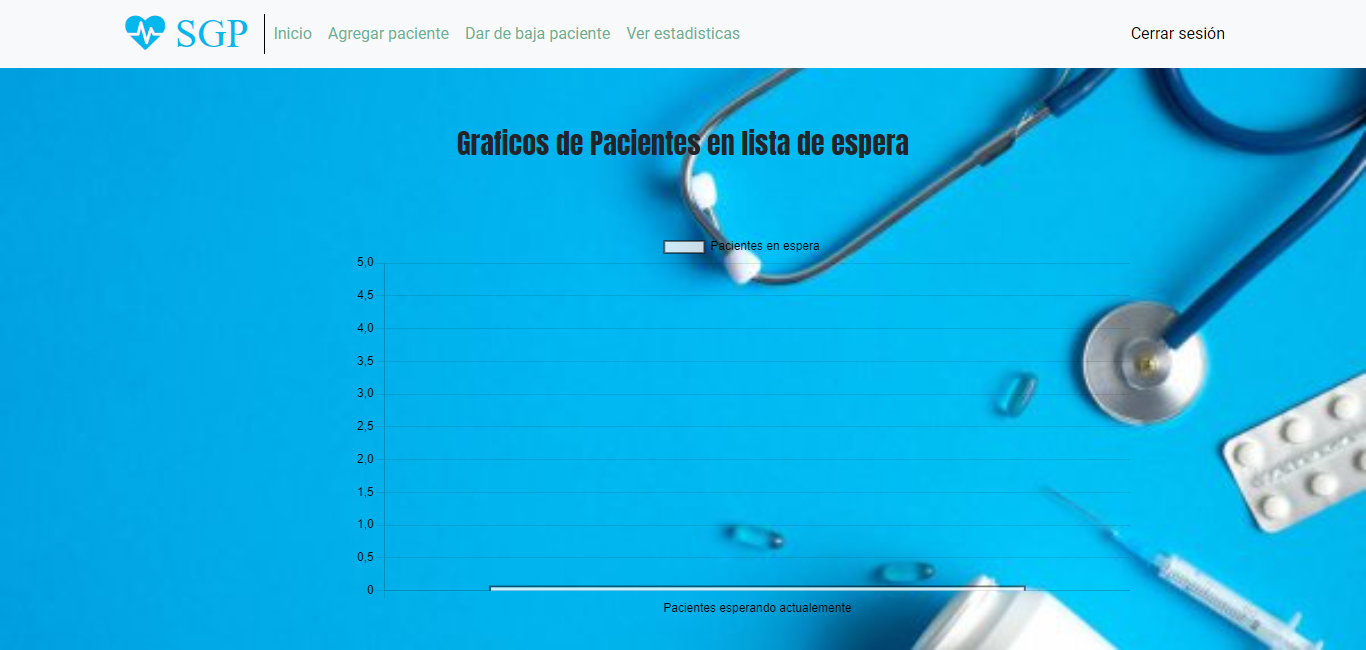 SGP
Inicio Agregar paciente Dar de baja paciente Ver estadisticas Cerrar sesión
Graficos de Pacientes en lista de espera
Pacientes en espera
5,0
4,5
4,0
3,5
3,0
2,5
2,0
1,5
1,0
0,5
0
Pacientes esperando actualemente